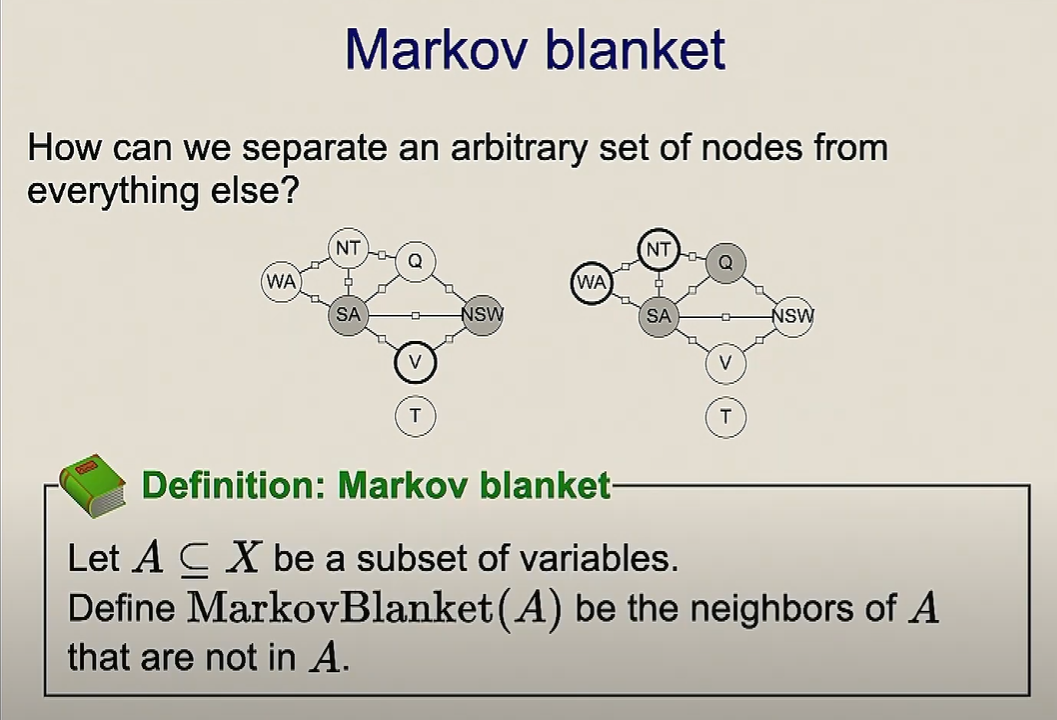 Markov blanket
How can we separate an arbitrary set of nodes from
everything else?
NT
Q
WA
SA
NSW
V
T
NT
Q
WA
SA
NSW
V
T
Definition: Markov blanket
Let A ⊆ X be a subset of variables.
Define MarkovBlanket(A) be the neighbors of A
that are not in A.